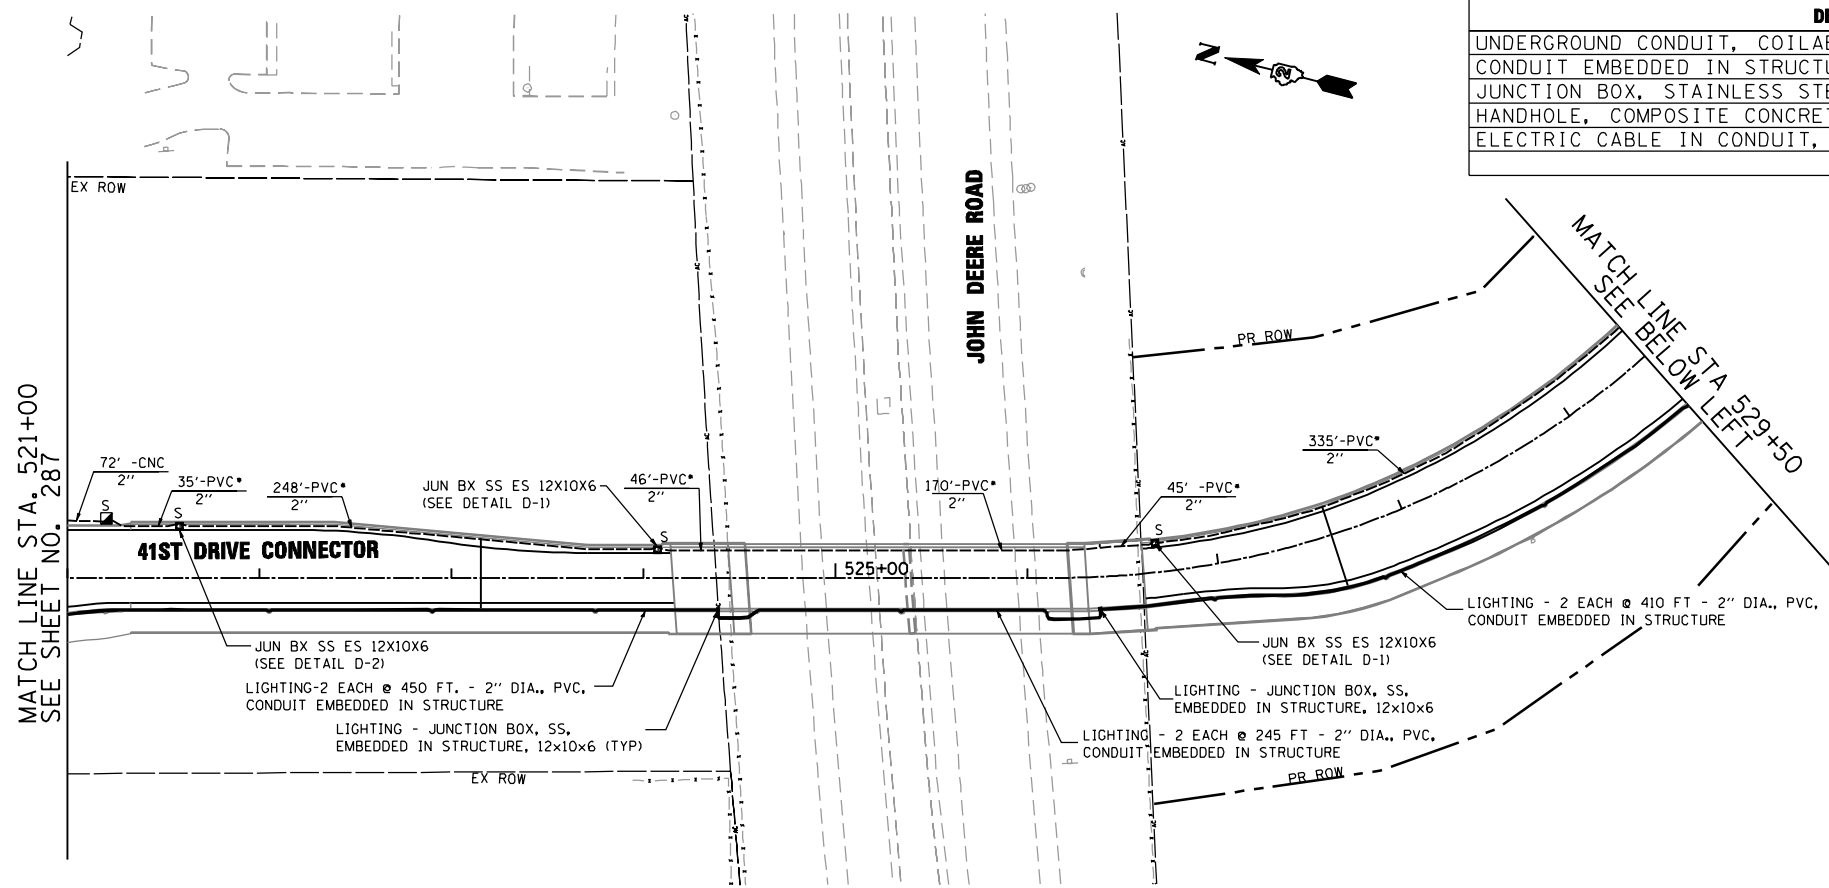 DE
UNDERGROUND CONDUIT, COILAB
CONDUIT EMBEDDED IN STRUCTU
JUNCTION BOX, STAINLESS STE
HANDHOLE, COMPOSITE CONCRET
ELECTRIC CABLE IN CONDUIT,
N
2
EX ROW
JOHN DEERE ROAD
MATCH LINE STA 529+50
SEE BELOW LEFT
PR ROW
MATCH LINE STA. 521+00
SEE SHEET NO. 287
72' -CNC
2''
35'-PVC*
2''
248'-PVC*
2''
JUN BX SS ES 12X10X6
(SEE DETAIL D-1)
46'-PVC*
2''
170'-PVC*
2''
45' -PVC*
2''
335'-PVC*
2''
S
S
S
S
41ST DRIVE CONNECTOR
525+00
JUN BX SS ES 12X10X6
(SEE DETAIL D-2)
LIGHTING-2 EACH @ 450 FT. - 2'' DIA., PVC,
CONDUIT EMBEDDED IN STRUCTURE
LIGHTING - JUNCTION BOX, SS,
EMBEDDED IN STRUCTURE, 12x10x6 (TYP)
LIGHTING - 2 EACH @ 410 FT - 2'' DIA., PVC,
CONDUIT EMBEDDED IN STRUCTURE
JUN BX SS ES 12X10X6
(SEE DETAIL D-1)
LIGHTING - JUNCTION BOX, SS,
EMBEDDED IN STRUCTURE, 12x10x6
LIGHTING - 2 EACH @ 245 FT - 2'' DIA., PVC,
CONDUIT EMBEDDED IN STRUCTURE
EX ROW
PR ROW